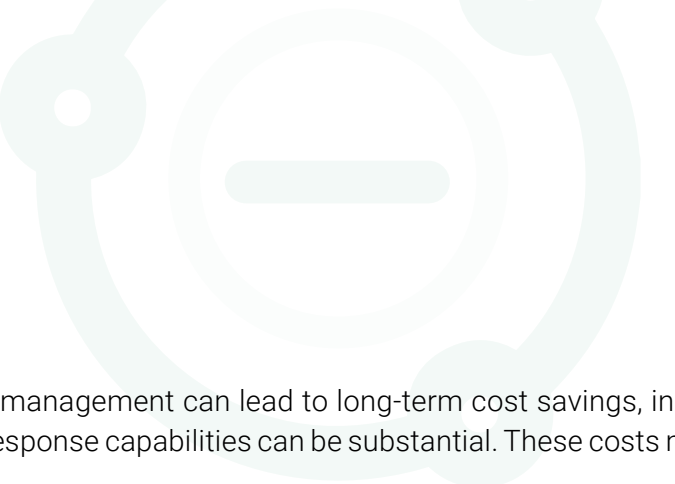 management can lead to long-term cost savings, in
esponse capabilities can be substantial. These costs